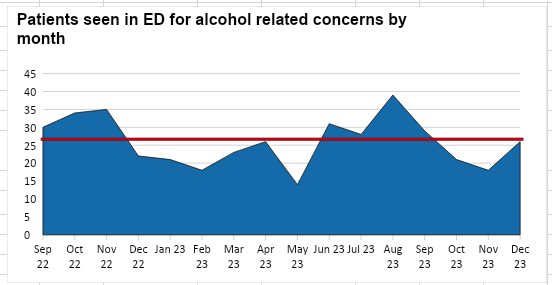 Patients seen in ED for alcohol related concerns by
month
45
40
35
30
25
20
15
10
5
0
Sep Oct Nov Dec Jan 23 Feb Mar Apr May Jun 23 Jul 23 Aug Sep Oct Nov Dec
22 22 22 22 23 23 23 23 23 23 23 23 23